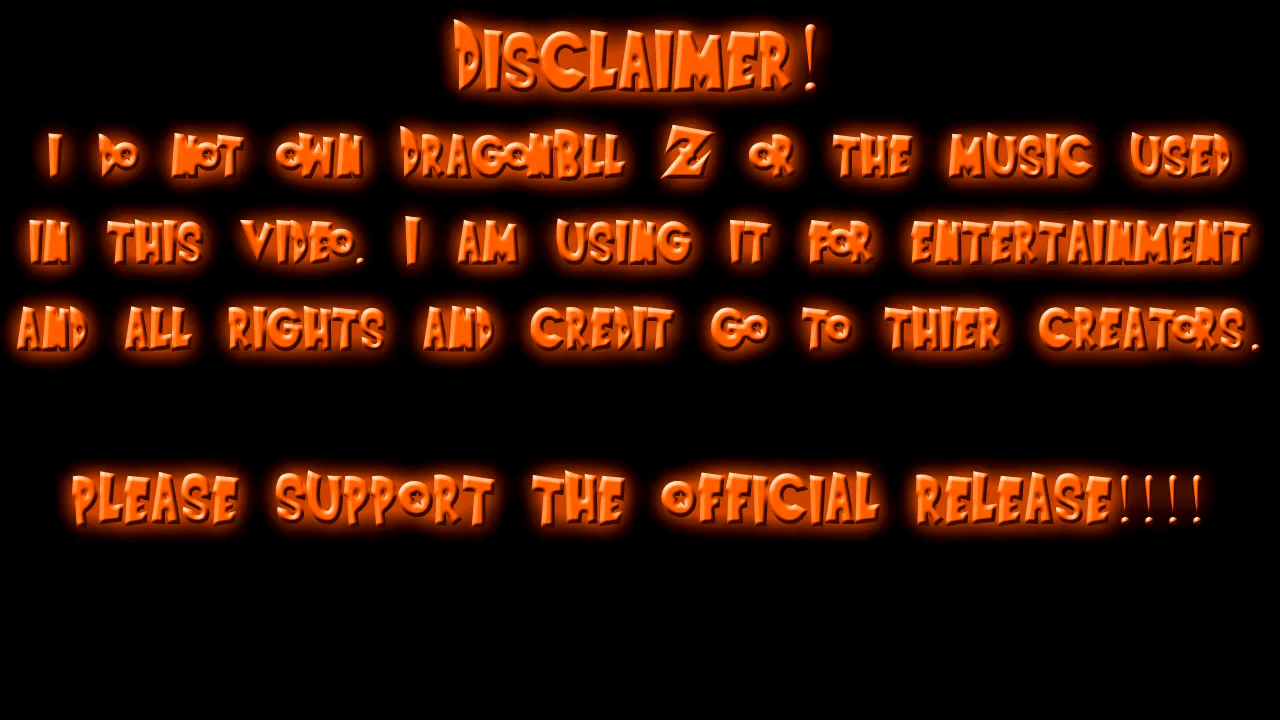 DISCLAIMER!
I DO NOT OWN DRAGONBLL Z OR THE MUSIC USED
IN THIS VIDEO. I AM USING IT FOR ENTERTAINMENT
AND ALL RIGHTS AND CREDIT GO TO THIER CREATORS.
PLEASE SUPPORT THE OFFICIAL RELEASE!!!!